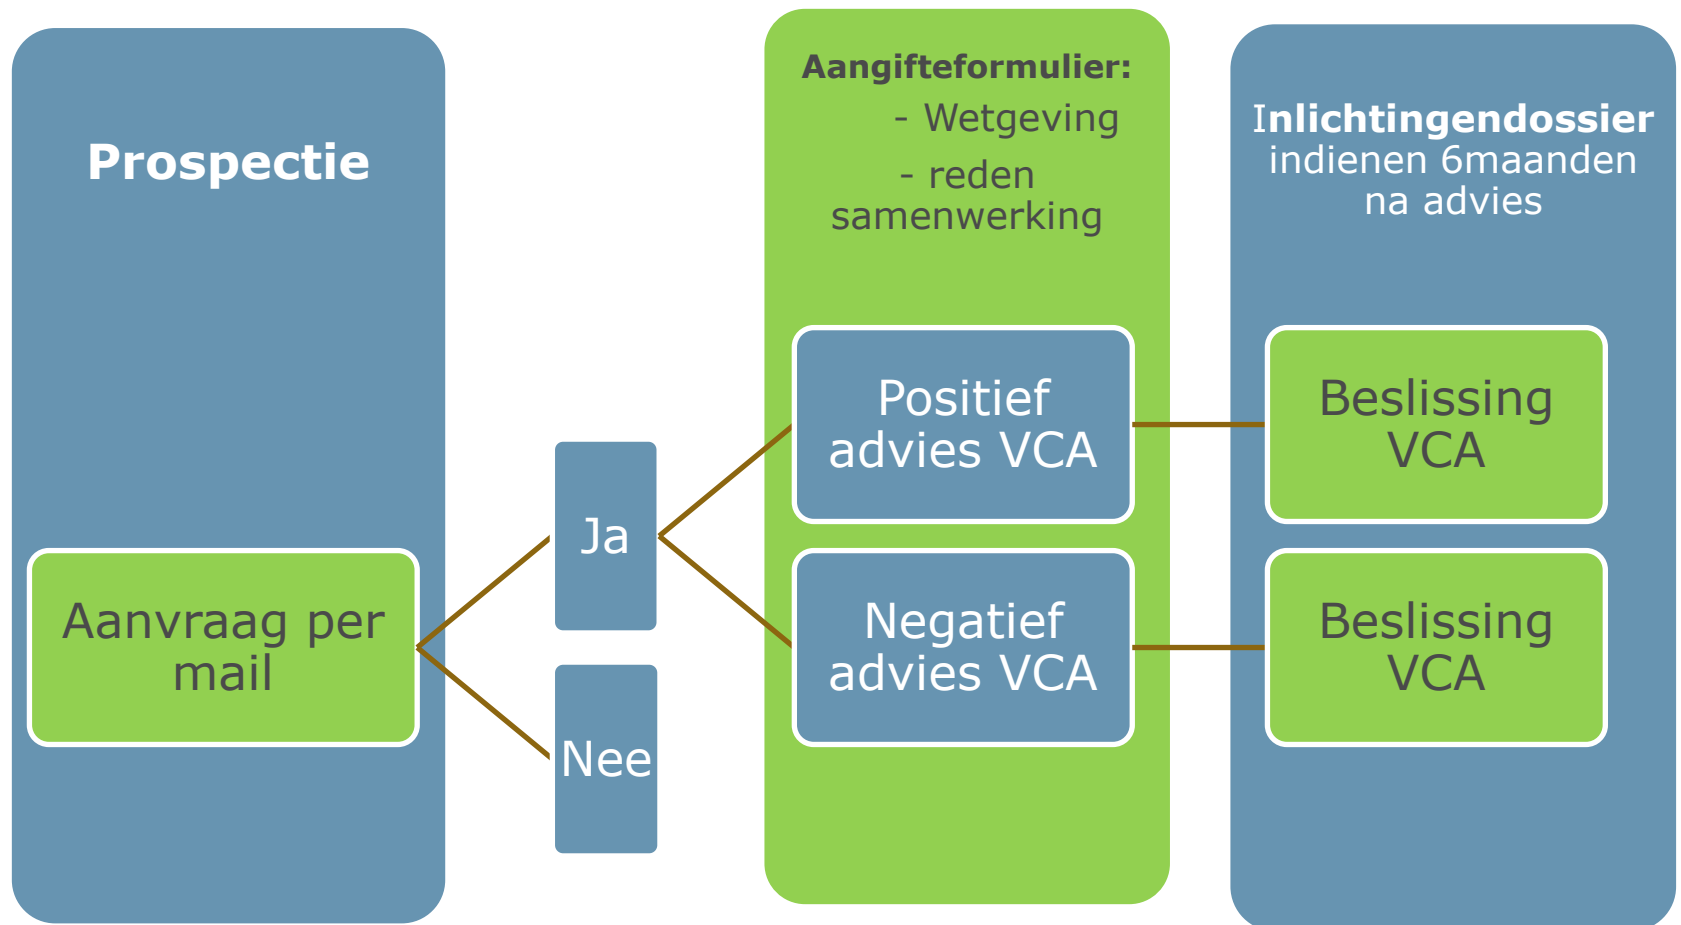 Prospectie
Aanvraag per
mail
Ja
Nee
Aangifteformulier:
- Wetgeving
- reden
samenwerking
Positief
advies VCA
Negatief
advies VCA
Inlichtingendossier
indienen 6maanden
na advies
Beslissing
VCA
Beslissing
VCA